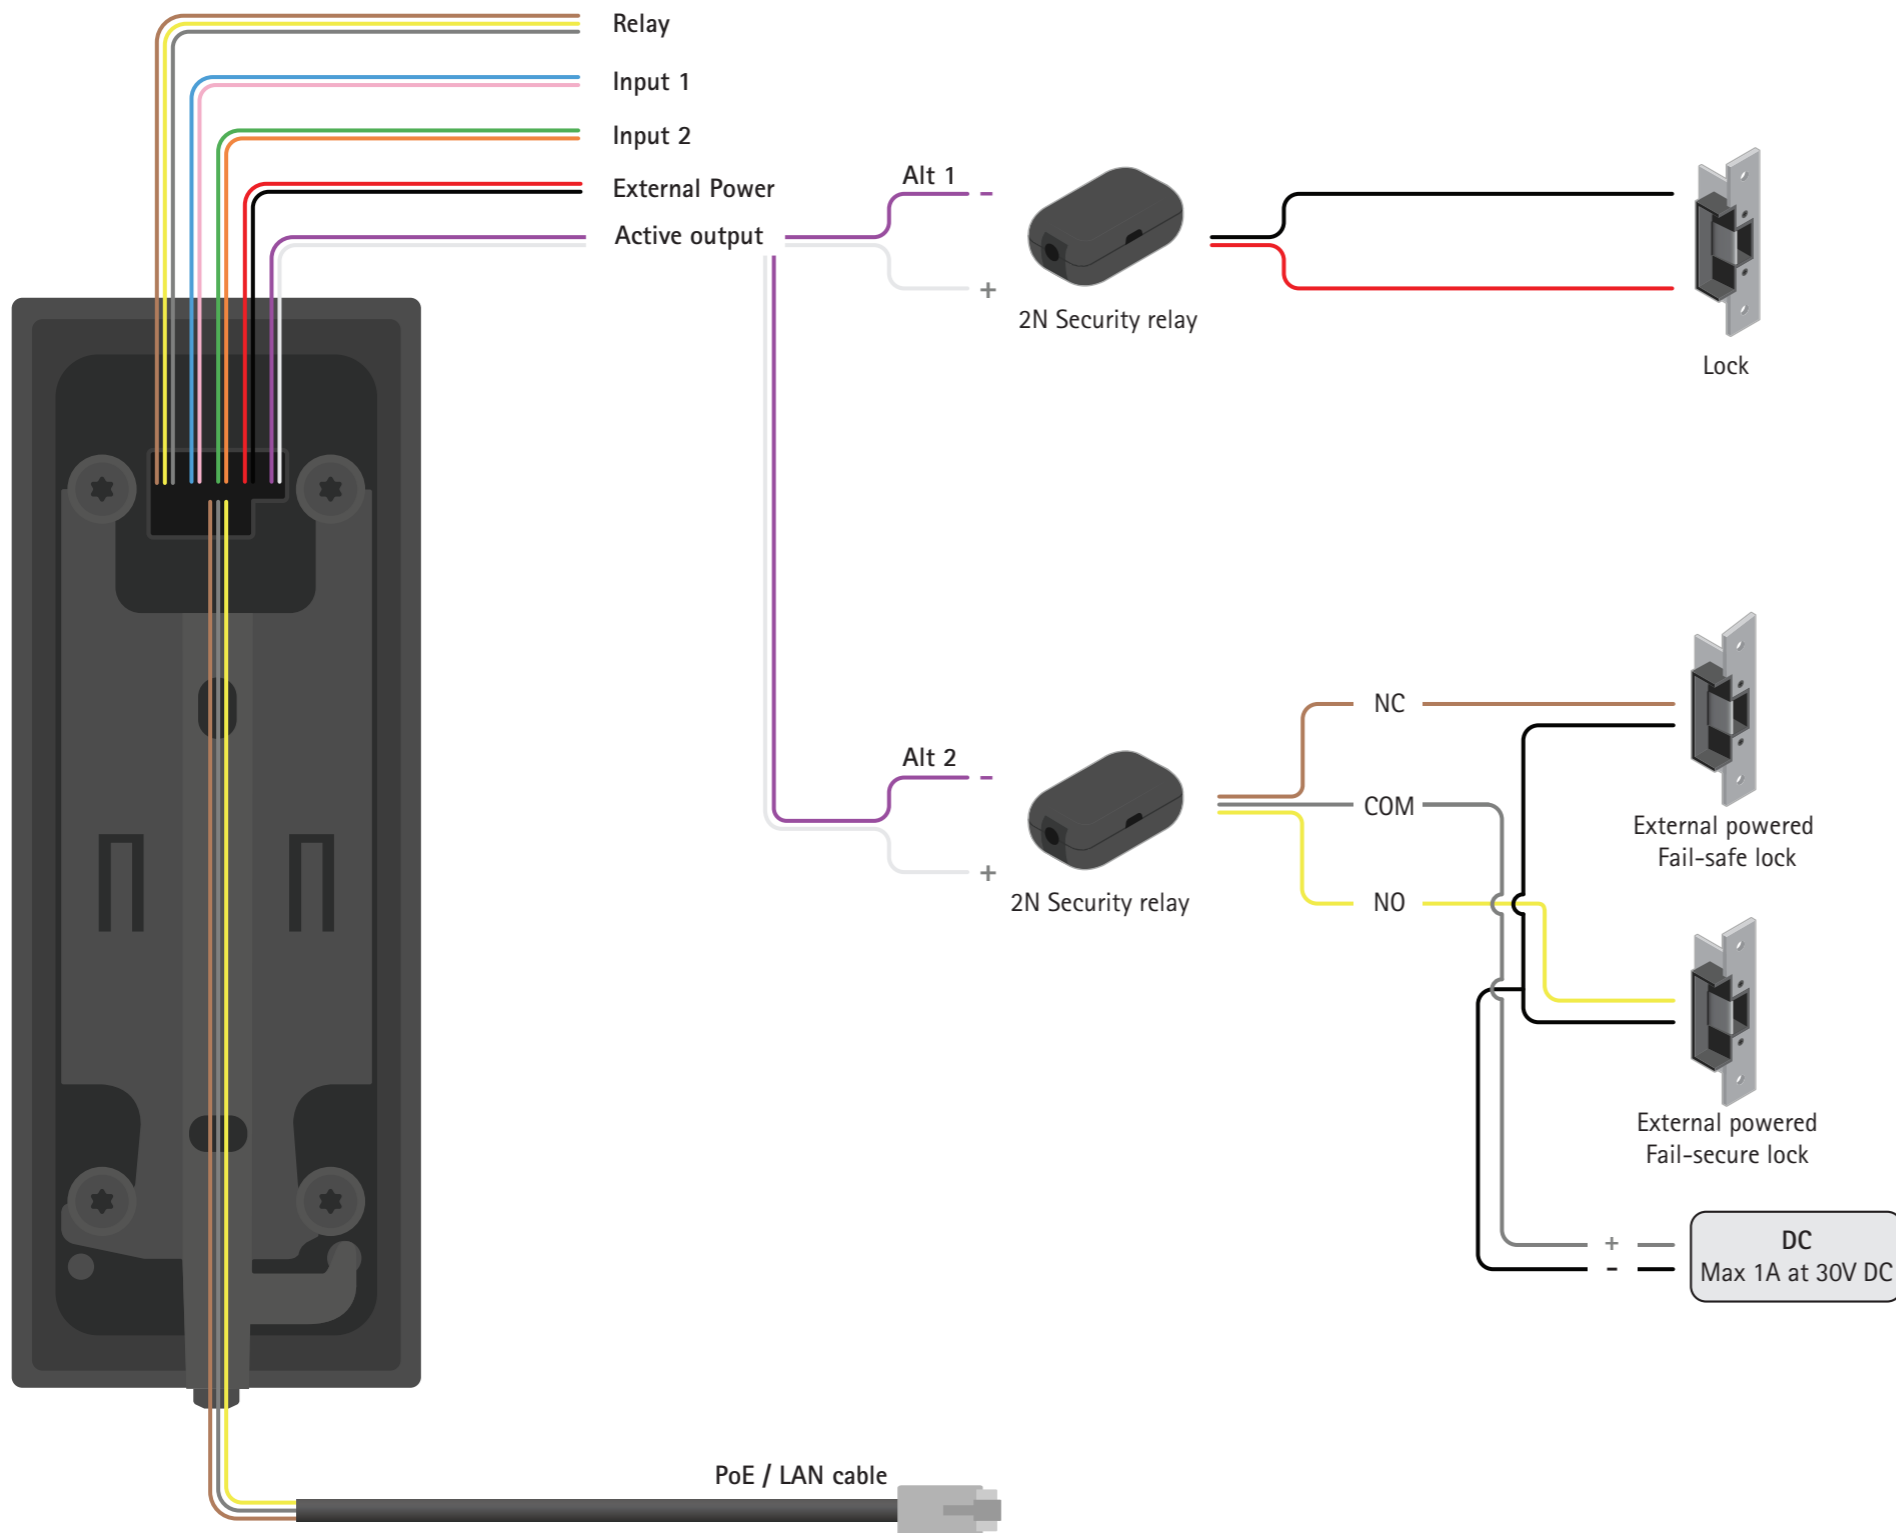 Relay
Input 1
Input 2
External Power
Active output
Alt 1
-
+
2N Security relay
Lock
Alt 2
-
+
2N Security relay
NC
COM
NO
External powered
Fail-safe lock
External powered
Fail-secure lock
+
-
DC
Max 1A at 30V DC
PoE / LAN cable